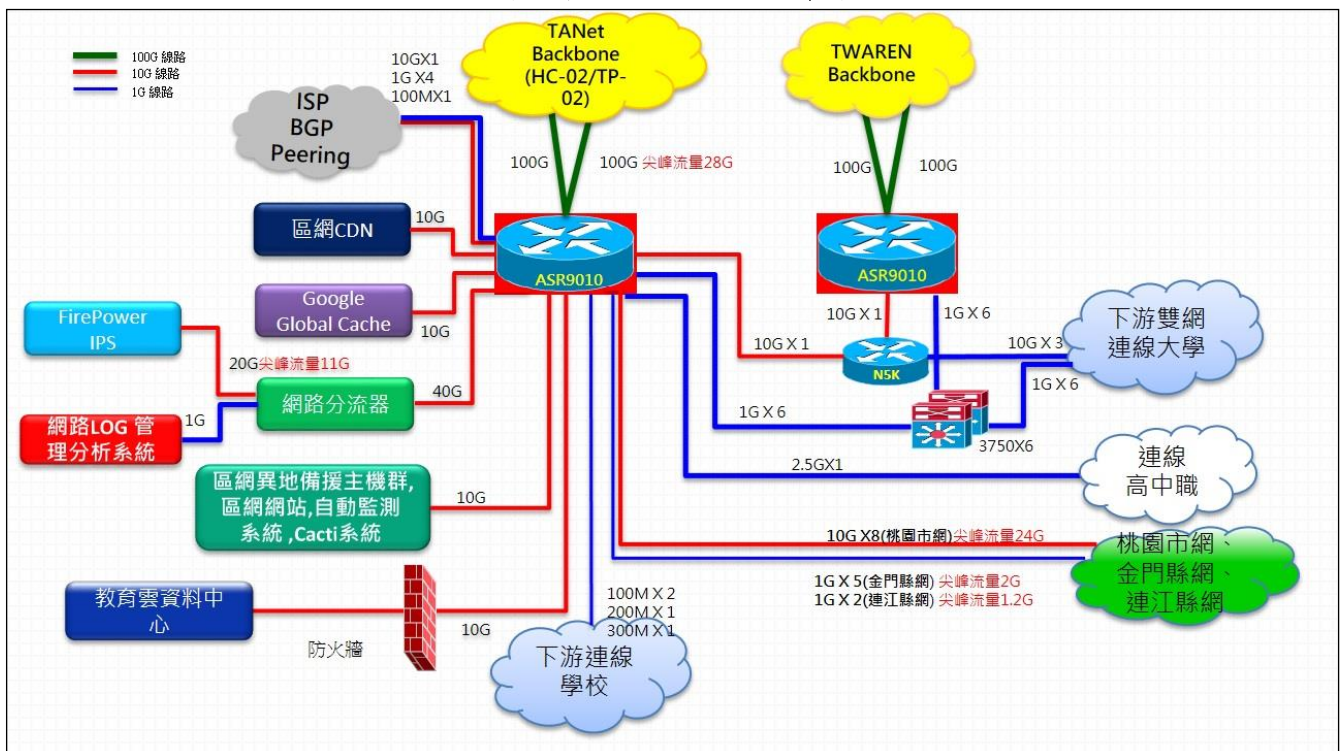 100G 線路
10G 線路
1G 線路
10GX1
1G X4
100MX1
ISP
BGP
Peering
TANet
Backbone
(HC-02/TP-
02)
TWAREN
Backbone
100G
100G 尖峰流量28G
100G
100G
區網CDN
10G
ASR9010
ASR9010
Google
Global Cache
10G
FirePower
IPS
20G尖峰流量11G
網路分流器
40G
網路LOG 管
理分析系統
1G
10G X 1
1G X 6
10G X 1
N5K
10G X 3
下游雙網
連線大學
1G X 6
1G X 6
3750X6
2.5GX1
連線
高中職
區網異地備援主機群,
區網網站,自動監測
系統 ,Cacti系統
10G
10G X8(桃園市網)尖峰流量24G
1G X 5(金門縣網) 尖峰流量2G
1G X 2(連江縣網) 尖峰流量1.2G
桃園市網、
金門縣網、
連江縣網
教育雲資料中
心
防火牆
10G
100M X 2
200M X 1
300M X 1
下游連線
學校